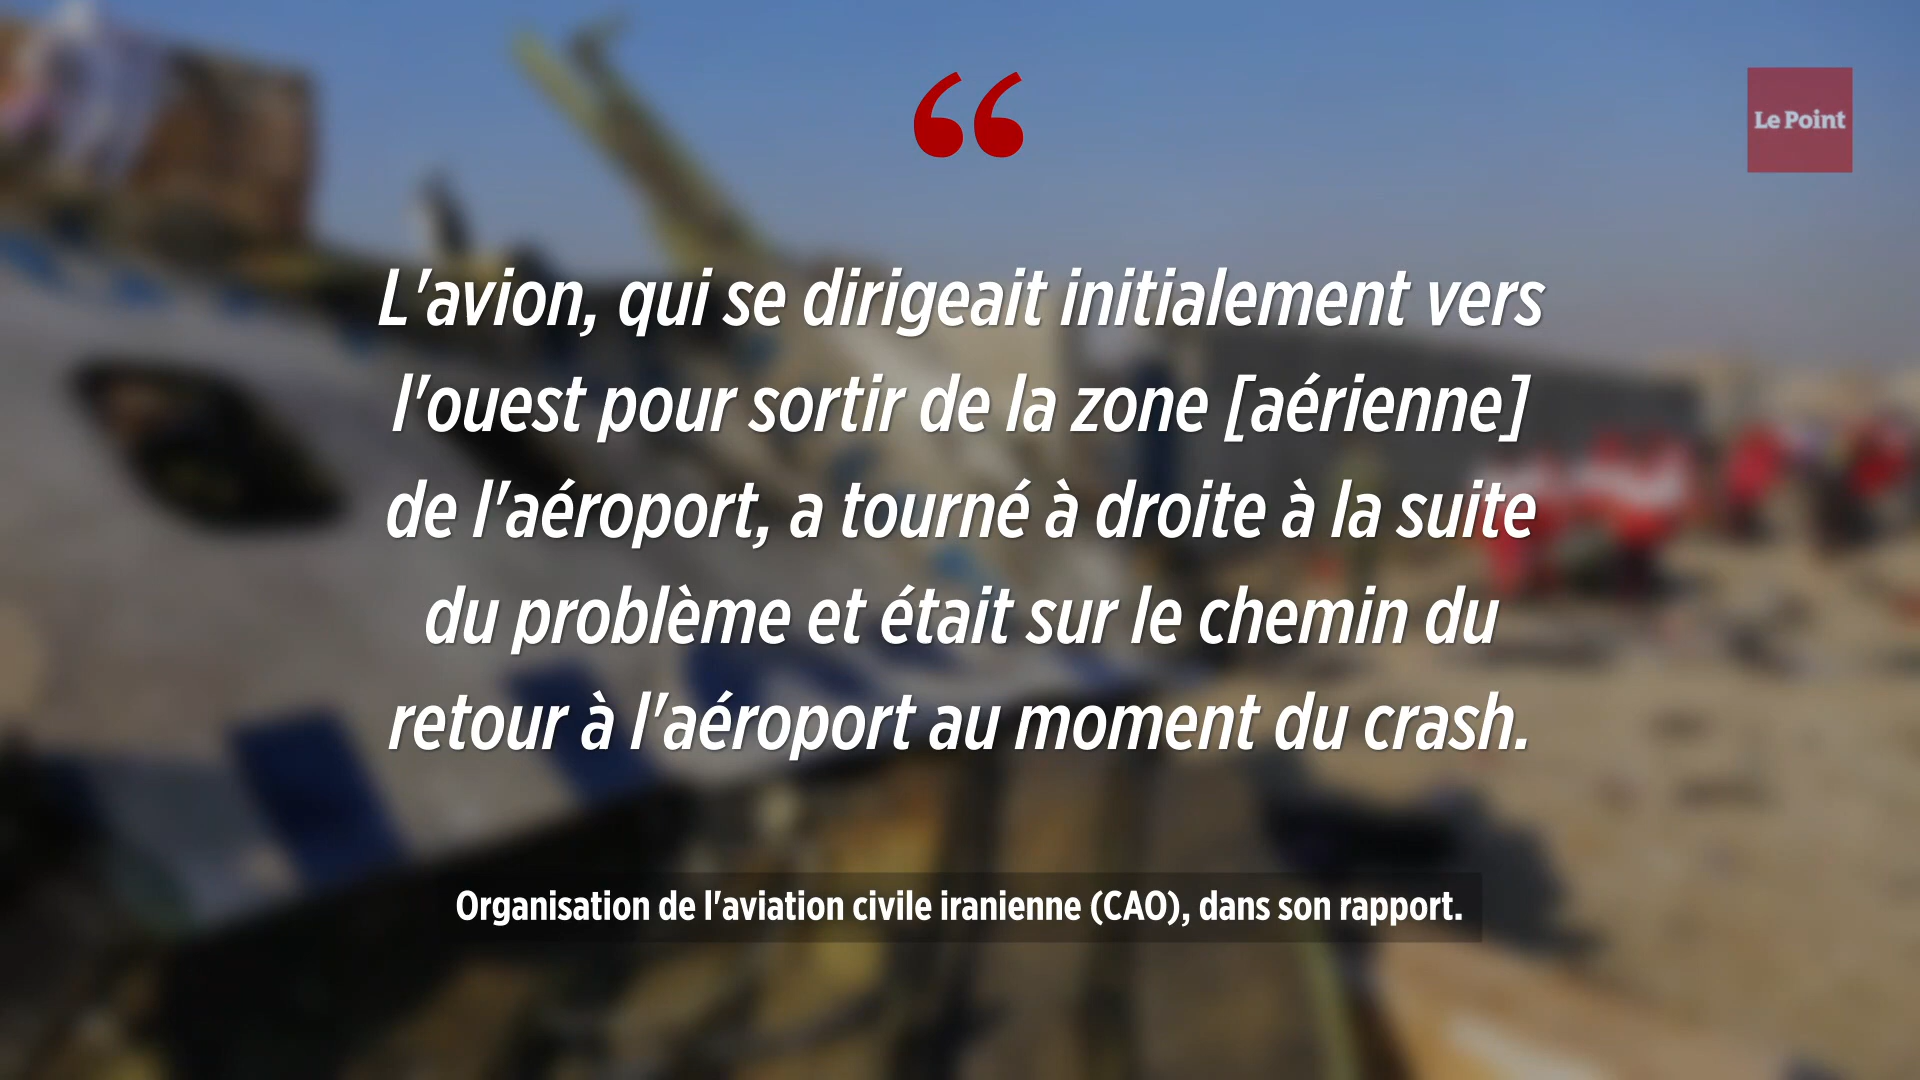 “
Le Point
L'avion, qui se dirigeait initialement vers
l'ouest pour sortir de la zone [aérienne]
de l'aéroport, a tourné à droite à la suite
du problème et était sur le chemin du
retour à l'aéroport au moment du crash.
Organisation de l'aviation civile iranienne (CAO), dans son rapport.